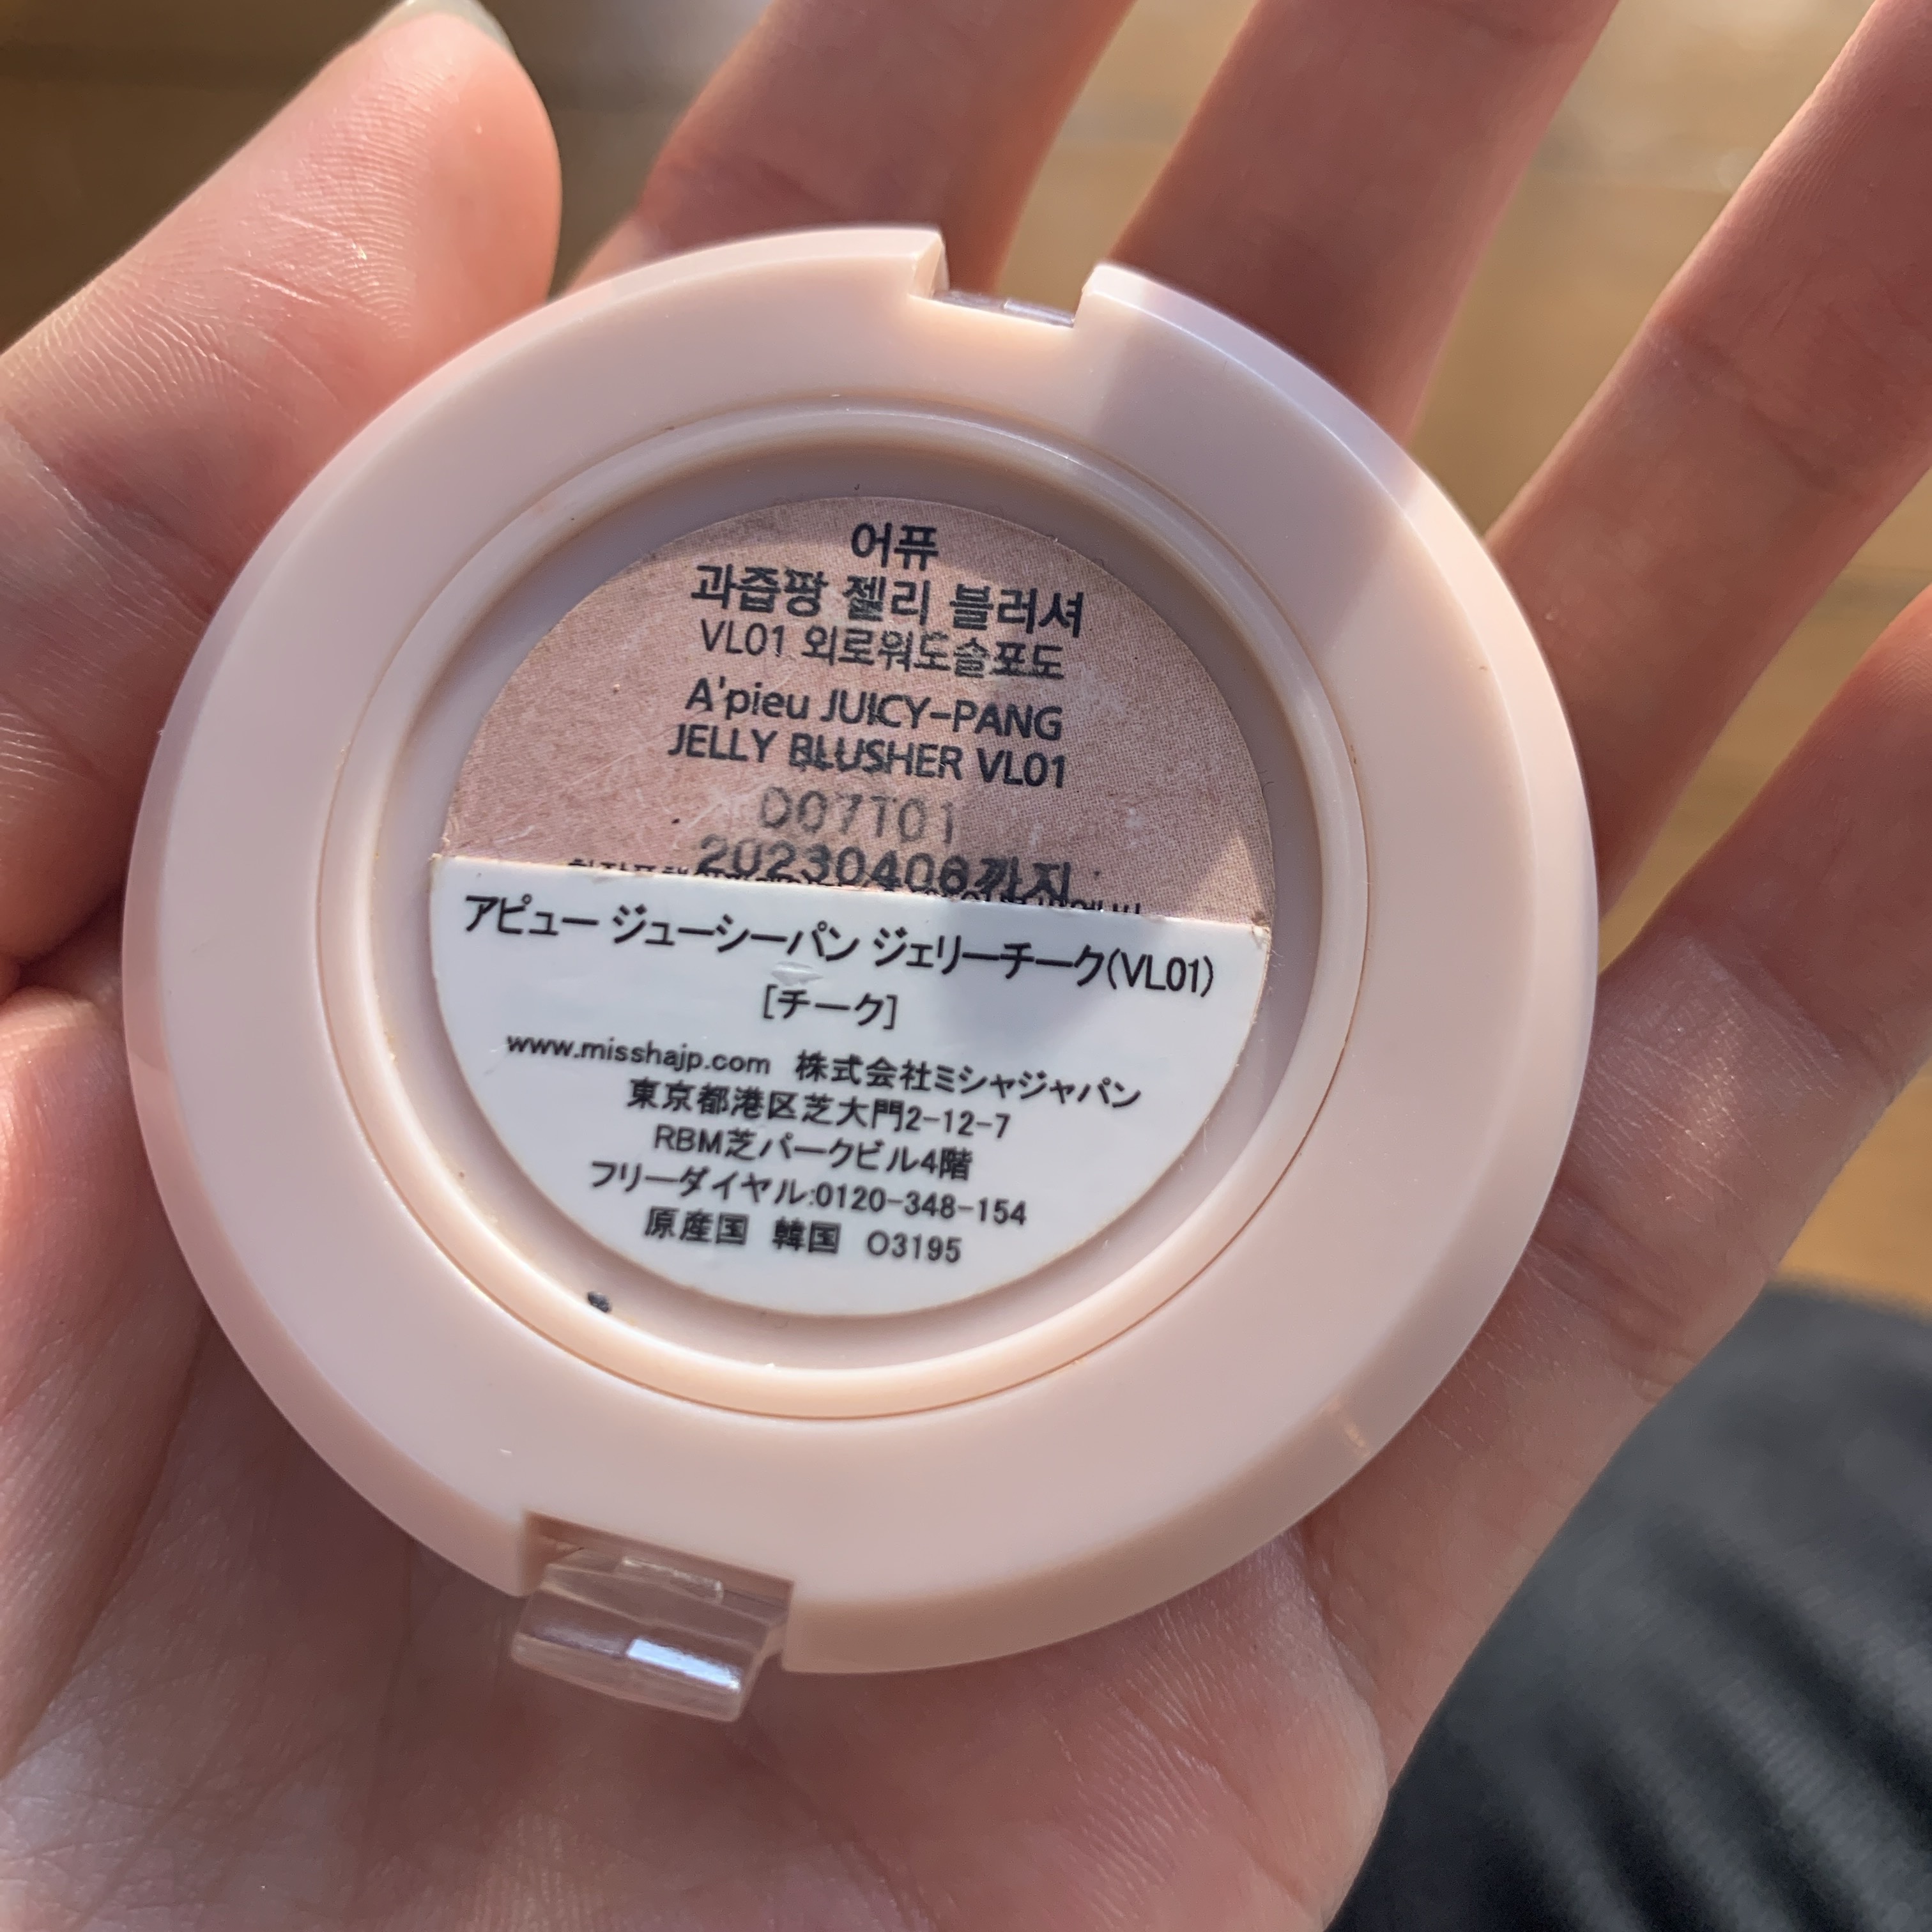 어퓨
과즙팡 젤리 블러셔
VL01 외로워도솔포도
A'pieu JUICY-PANG
JELLY BLUSHER VL01
OO7T01
20230406까지
アピュー ジューシーパン ジェリーチーク(VL01)
[チーク]
www.misshajp.com 株式会社ミシャジャパン
東京都港区芝大門2-12-7
RBM芝パークビル4階
フリーダイヤル:0120-348-154
原産国 韓国 O3195